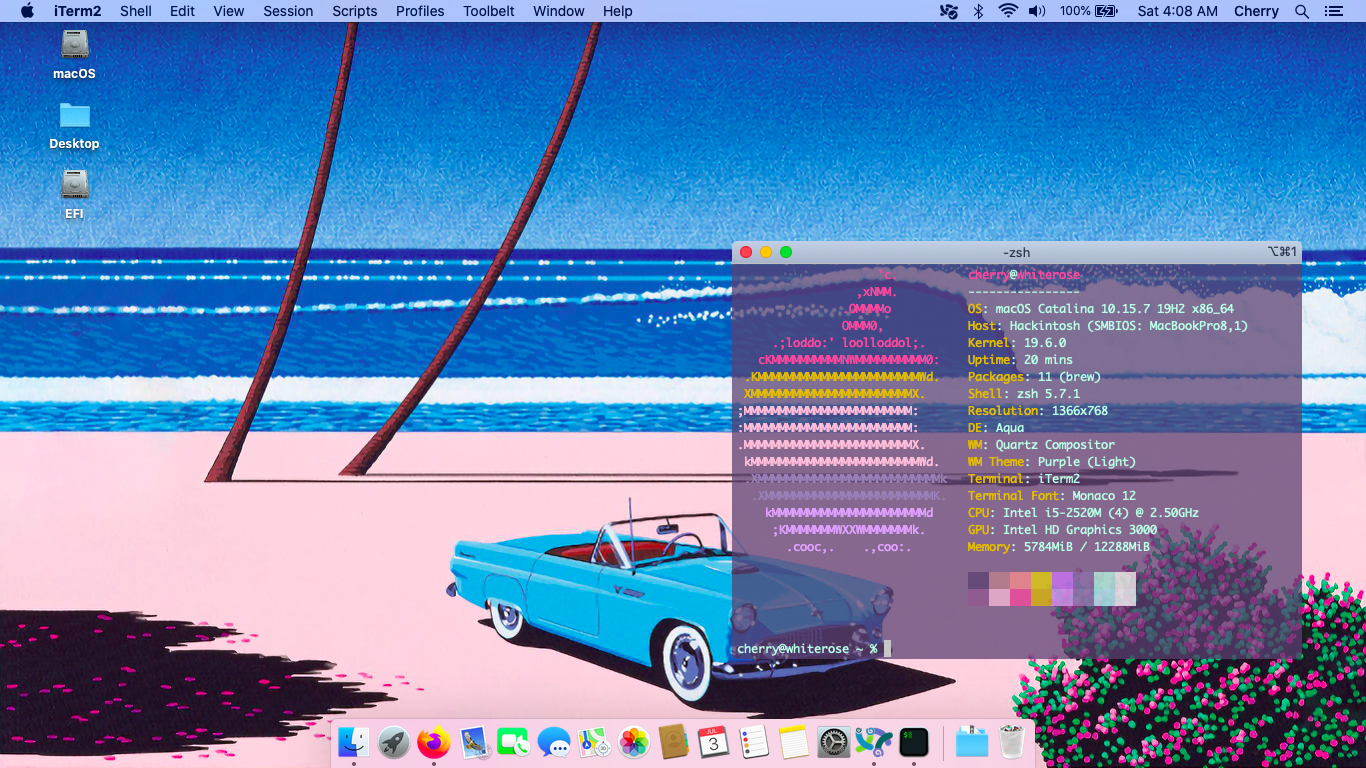 iTerm2 Shell Edit View Session Scripts Profiles Toolbelt Window Help 100% Sat 4:08 AM Cherry
macOS
Desktop
EFI
-zsh ⌥⌘1
'c.
,xNMM.
.OMMMMo
OMMM0,
.;loddo:' loolloddol;.
cKMMMMMMMMMMNWMMMMMMMMMM0:
.KMMMMMMMMMMMMMMMMMMMMMMMWd.
XMMMMMMMMMMMMMMMMMMMMMMMX.
;MMMMMMMMMMMMMMMMMMMMMMMM:
:MMMMMMMMMMMMMMMMMMMMMMMM:
.MMMMMMMMMMMMMMMMMMMMMMMMX.
kMMMMMMMMMMMMMMMMMMMMMMMMWd.
.XMMMMMMMMMMMMMMMMMMMMMMMMMMk
.XMMMMMMMMMMMMMMMMMMMMMMMMK.
kMMMMMMMMMMMMMMMMMMMMMMd
;KMMMMMMMWXXWMMMMMMMk.
.cooc,. .,coo:.
cherry@whiterose
----------------
OS: macOS Catalina 10.15.7 19H2 x86_64
Host: Hackintosh (SMBIOS: MacBookPro8,1)
Kernel: 19.6.0
Uptime: 20 mins
Packages: 11 (brew)
Shell: zsh 5.7.1
Resolution: 1366x768
DE: Aqua
WM: Quartz Compositor
WM Theme: Purple (Light)
Terminal: iTerm2
Terminal Font: Monaco 12
CPU: Intel i5-2520M (4) @ 2.50GHz
GPU: Intel HD Graphics 3000
Memory: 5784MiB / 12288MiB
cherry@whiterose ~ %
JUL
3